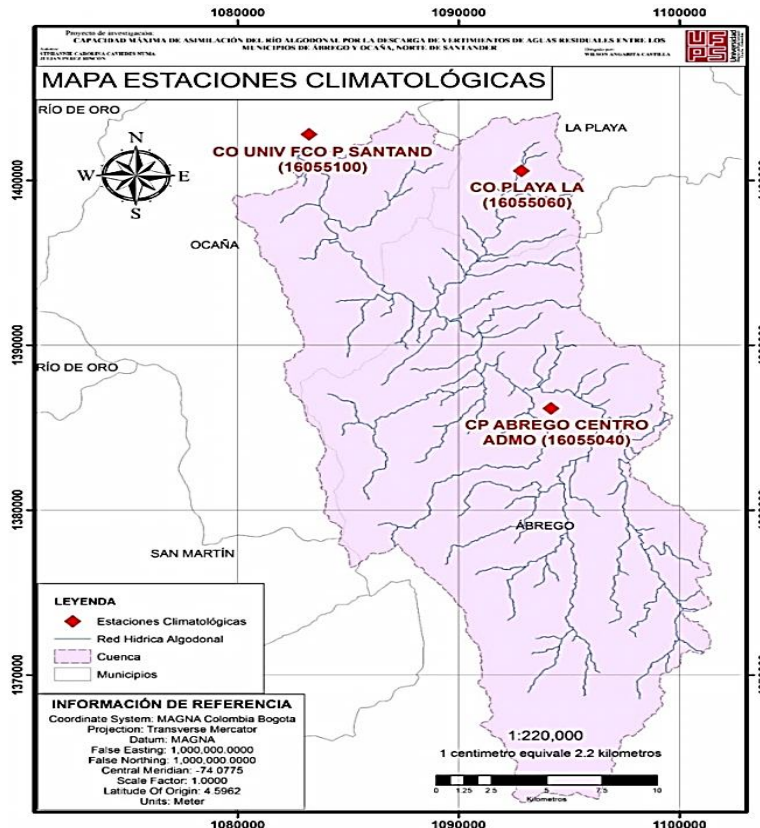 1080000 1090000 1100000
Proyecto de investigación:
CAPACIDAD MÁXIMA DE ASIMILACIÓN DEL RÍO ALGODONAL POR LA DESCARGA DE VERTIMIENTOS DE AGUAS RESIDUALES ENTRE LOS
MUNICIPIOS DE ÁBREGO Y OCAÑA, NORTE DE SANTANDER
JULIAN PEREZ RINCON
WILSON ANGARITA CASTILLA
UFPS
Universidad
MAPA ESTACIONES CLIMATOLÓGICAS
RÍO DE ORO
LA PLAYA
N
W E
S
CO UNIV FCO P SANTAND
(16055100)
CO PLAYA LA
(16055060)
1400000
OCAÑA
1390000
RÍO DE ORO
CP ABREGO CENTRO
ADMO (16055040)
1380000
ÁBREGO
SAN MARTÍN
LEYENDA
Estaciones Climatológicas
Red Hidrica Algodonal
Cuenca
Municipios
1370000
INFORMACIÓN DE REFERENCIA
Coordinate System: MAGNA Colombia Bogota
Projection: Transverse Mercator
Datum: MAGNA
False Easting: 1,000,000.0000
False Northing: 1,000,000.0000
Central Meridian: -74.0775
Scale Factor: 1.0000
Latitude Of Origin: 4.5962
Units: Meter
1:220,000
1 centimetro equivale 2.2 kilometros
0 1.25 2.5 5 7.5 10
Kilometros
1080000 1090000 1100000